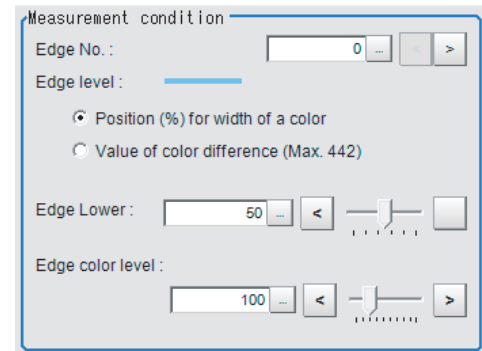 Measurement condition
Edge No. : 0 ... < >
Edge level :
Position (%) for width of a color
Value of color difference (Max. 442)
Edge Lower : 50 ... <
Edge color level :
100 ... < >